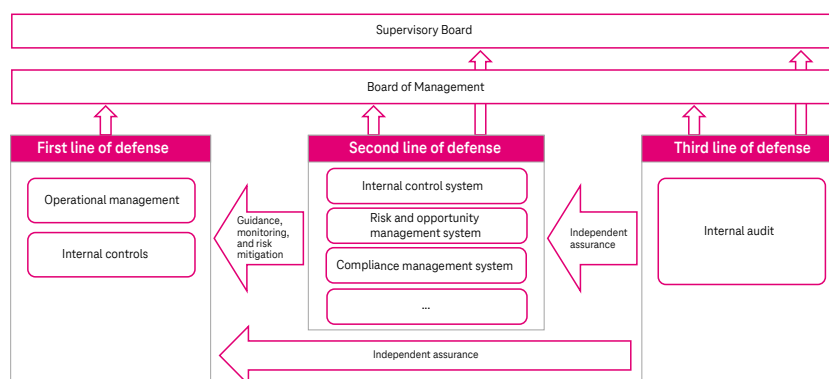 Supervisory Board
Board of Management
First line of defense
Operational management
Internal controls
Guidance,
monitoring,
and risk
mitigation
Second line of defense
Internal control system
Risk and opportunity
management system
Compliance management system
...
Independent
assurance
Third line of defense
Internal audit
Independent assurance